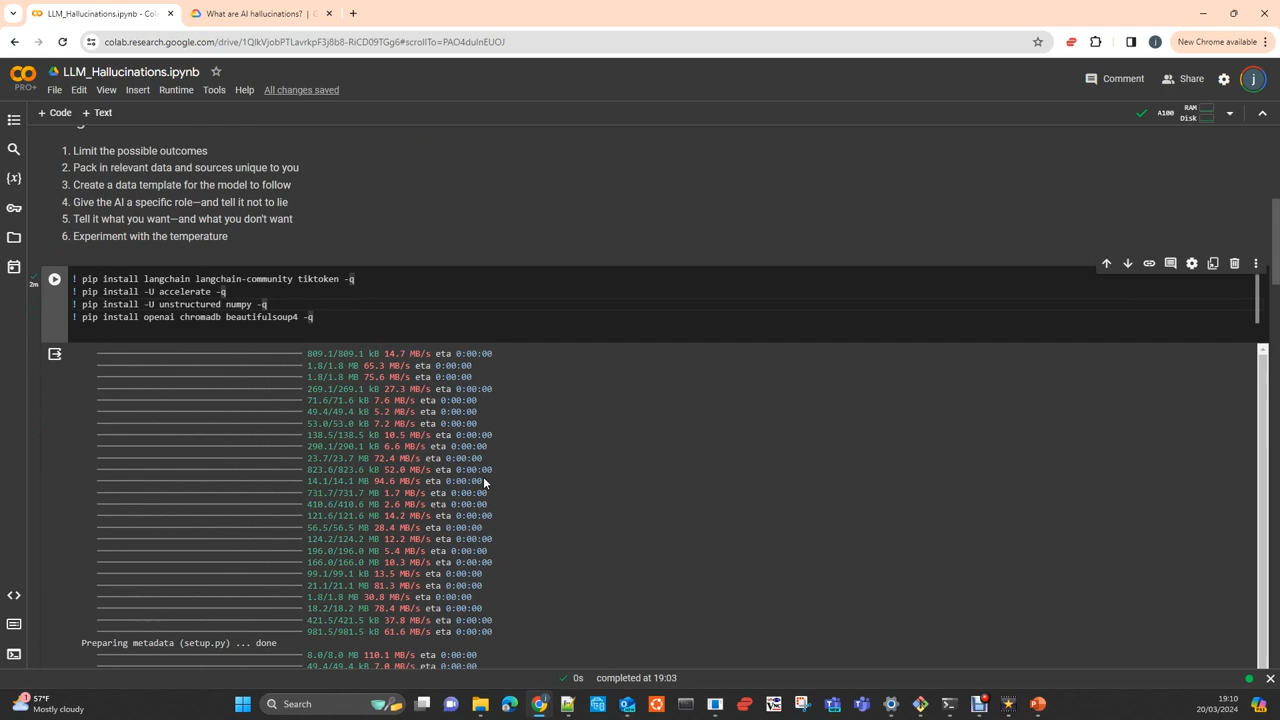 LLM_Hallucinations.ipynb - Col
What are AI hallucinations? | G
colab.research.google.com/drive/1QlkVjobPTLavrkpF3j8b8-RiCD09TGg6#scrollTo=PAO4dulnEUOJ
New Chrome available
PRO+
LLM_Hallucinations.ipynb
File Edit View Insert Runtime Tools Help All changes saved
Comment
Share
j
+ Code + Text
A100
RAM
Disk
1. Limit the possible outcomes
2. Pack in relevant data and sources unique to you
3. Create a data template for the model to follow
4. Give the AI a specific role—and tell it not to lie
5. Tell it what you want—and what you don't want
6. Experiment with the temperature
2m
! pip install langchain langchain-community tiktoken -q
! pip install -U accelerate -q
! pip install -U unstructured numpy -q
! pip install openai chromadb beautifulsoup4 -q
809.1/809.1 kB 14.7 MB/s eta 0:00:00
1.8/1.8 MB 65.3 MB/s eta 0:00:00
1.8/1.8 MB 75.6 MB/s eta 0:00:00
269.1/269.1 kB 27.3 MB/s eta 0:00:00
71.6/71.6 kB 7.6 MB/s eta 0:00:00
49.4/49.4 kB 5.2 MB/s eta 0:00:00
53.0/53.0 kB 7.2 MB/s eta 0:00:00
138.5/138.5 kB 10.5 MB/s eta 0:00:00
290.1/290.1 kB 6.6 MB/s eta 0:00:00
23.7/23.7 MB 72.4 MB/s eta 0:00:00
823.6/823.6 kB 52.0 MB/s eta 0:00:00
14.1/14.1 MB 94.6 MB/s eta 0:00:00
731.7/731.7 MB 1.7 MB/s eta 0:00:00
410.6/410.6 MB 2.6 MB/s eta 0:00:00
121.6/121.6 MB 14.2 MB/s eta 0:00:00
56.5/56.5 MB 28.4 MB/s eta 0:00:00
124.2/124.2 MB 12.2 MB/s eta 0:00:00
196.0/196.0 MB 5.4 MB/s eta 0:00:00
166.0/166.0 MB 10.3 MB/s eta 0:00:00
99.1/99.1 kB 13.5 MB/s eta 0:00:00
21.1/21.1 MB 81.3 MB/s eta 0:00:00
1.8/1.8 MB 30.8 MB/s eta 0:00:00
18.2/18.2 MB 78.4 MB/s eta 0:00:00
421.5/421.5 kB 37.8 MB/s eta 0:00:00
981.5/981.5 kB 61.6 MB/s eta 0:00:00
Preparing metadata (setup.py) ... done
8.0/8.0 MB 110.1 MB/s eta 0:00:00
49.4/49.4 kB 7.0 MB/s eta 0:00:00
0s completed at 19:03
57°F
Mostly cloudy
Search
19:10
20/03/2024